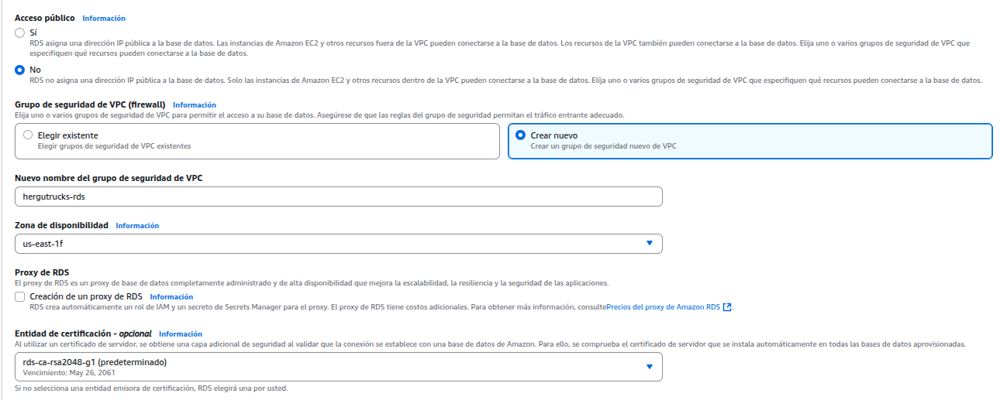 Acceso público Información
Sí
RDS asigna una dirección IP pública a la base de datos. Las instancias de Amazon EC2 y otros recursos fuera de la VPC pueden conectarse a la base de datos. Los recursos de la VPC también pueden conectarse a la base de datos. Elija uno o varios grupos de seguridad de VPC que
especifiquen qué recursos pueden conectarse a la base de datos.
No
RDS no asigna una dirección IP pública a la base de datos. Solo las instancias de Amazon EC2 y otros recursos dentro de la VPC pueden conectarse a la base de datos. Elija uno o varios grupos de seguridad de VPC que especifiquen qué recursos pueden conectarse a la base de datos.
Grupo de seguridad de VPC (firewall) Información
Elija uno o varios grupos de seguridad de VPC para permitir el acceso a su base de datos. Asegúrese de que las reglas del grupo de seguridad permitan el tráfico entrante adecuado.
Elegir existente
Elegir grupos de seguridad de VPC existentes
Crear nuevo
Crear un grupo de seguridad nuevo de VPC
Nuevo nombre del grupo de seguridad de VPC
hergutrucks-rds
Zona de disponibilidad Información
us-east-1f
Proxy de RDS
El proxy de RDS es un proxy de base de datos completamente administrado y de alta disponibilidad que mejora la escalabilidad, la resiliencia y la seguridad de las aplicaciones.
Creación de un proxy de RDS Información
RDS crea automáticamente un rol de IAM y un secreto de Secrets Manager para el proxy. El proxy de RDS tiene costos adicionales. Para obtener más información, consultePrecios del proxy de Amazon RDS.
Entidad de certificación - opcional Información
Al utilizar un certificado de servidor, se obtiene una capa adicional de seguridad al validar que la conexión se establece con una base de datos de Amazon. Para ello, se comprueba el certificado de servidor que se instala automáticamente en todas las bases de datos aprovisionadas.
rds-ca-rsa2048-g1 (predeterminado)
Vencimiento: May 26, 2061
Si no selecciona una entidad emisora de certificación, RDS elegirá una por usted.